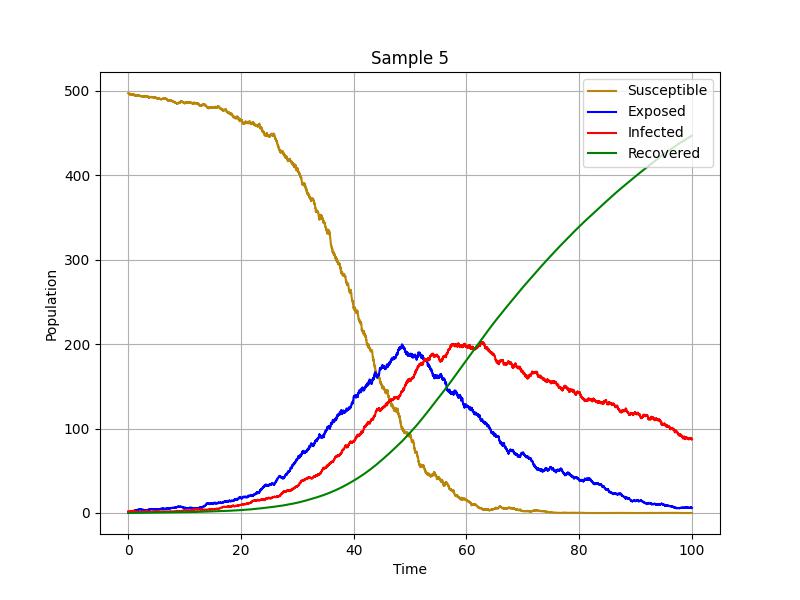 Sample 5
Susceptible
Exposed
Infected
Recovered
500
400
300
200
100
0
Population
0 20 40 60 80 100
Time